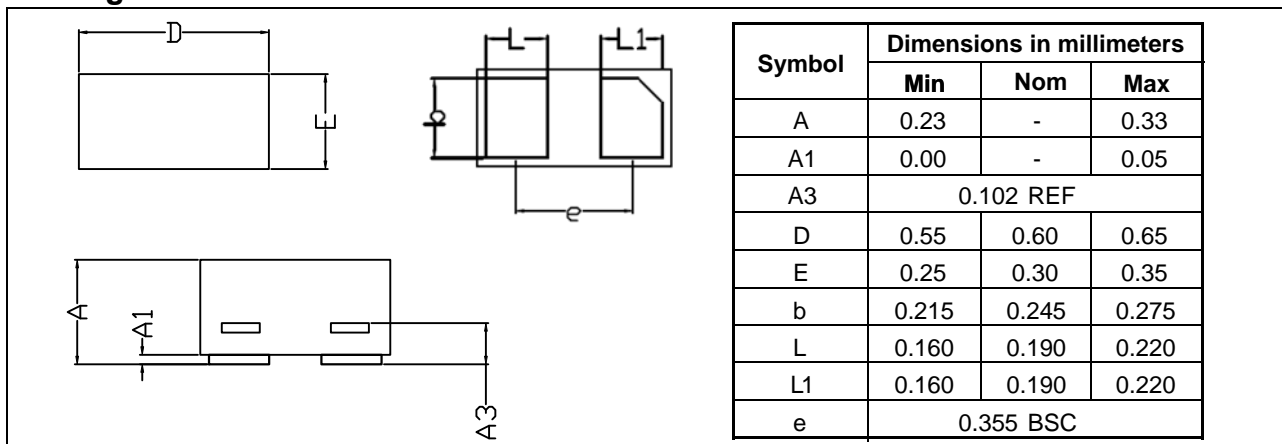 D
E
L
L1
b
e
A
A1
A3
Symbol Dimensions in millimeters
Min Nom Max
A 0.23 - 0.33
A1 0.00 - 0.05
A3 0.102 REF
D 0.55 0.60 0.65
E 0.25 0.30 0.35
b 0.215 0.245 0.275
L 0.160 0.190 0.220
L1 0.160 0.190 0.220
e 0.355 BSC